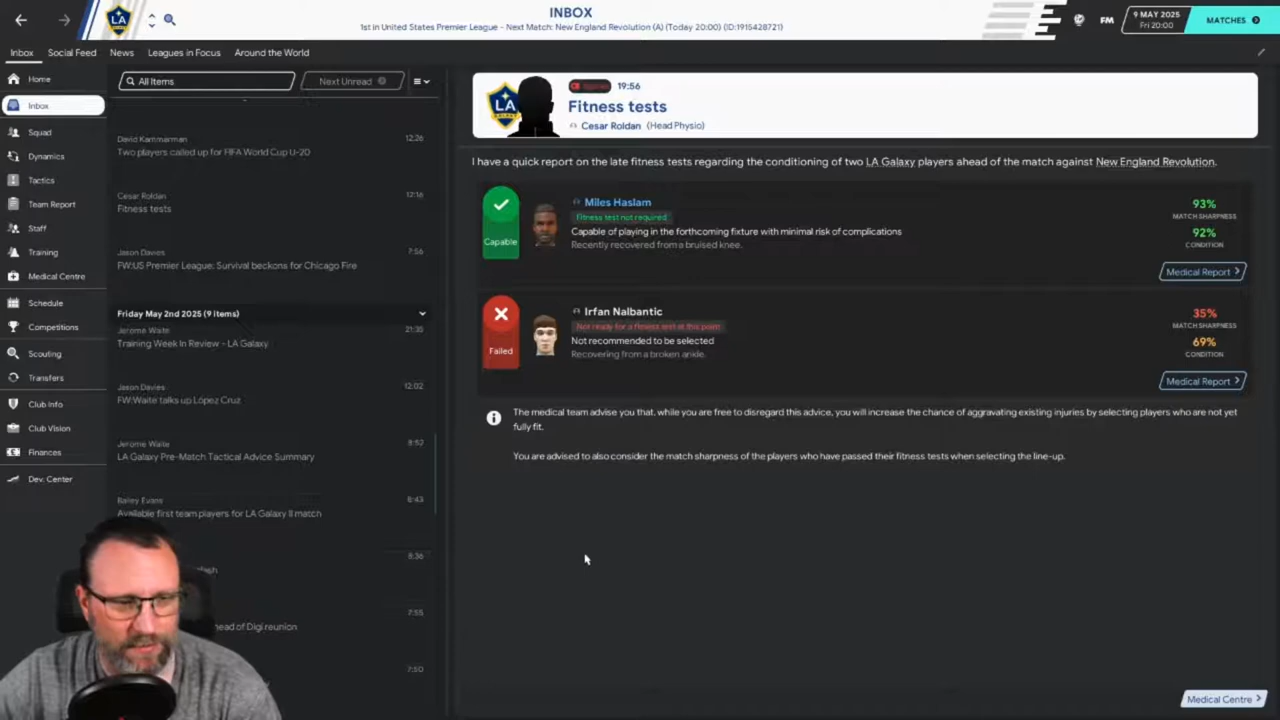 INBOX
1st in United States Premier League - Next Match: New England Revolution (A) (Today 20:00) (ID:1915428721)
FM
9 MAY 2025
Fri 20:00
MATCHES
Inbox
Social Feed
News
Leagues in Focus
Around the World
Home
Inbox
Squad
Dynamics
Tactics
Team Report
Staff
Training
Medical Centre
Schedule
Competitions
Scouting
Transfers
Club Info
Club Vision
Finances
Dev. Center
All Items
Next Unread
David Kammarman
12:26
Two players called up for FIFA World Cup U-20
Cesar Roldan
12:16
Fitness tests
Jason Davies
7:56
FW:US Premier League: Survival beckons for Chicago Fire
Friday May 2nd 2025 (9 items)
Jerome Waite
21:35
Training Week In Review - LA Galaxy
Jason Davies
12:02
FW:Waite talks up López Cruz
Jerome Waite
8:52
LA Galaxy Pre-Match Tactical Advice Summary
Bailey Evans
8:43
Available first team players for LA Galaxy II match
8:36
7:55
head of Digi reunion
7:50
LA
19:56
Fitness tests
Cesar Roldan (Head Physio)
I have a quick report on the late fitness tests regarding the conditioning of two LA Galaxy players ahead of the match against New England Revolution.
Capable
Miles Haslam
Fitness test not required
Capable of playing in the forthcoming fixture with minimal risk of complications
Recently recovered from a bruised knee.
93%
MATCH SHARPNESS
92%
CONDITION
Medical Report
Failed
Irfan Nalbantic
Not ready for a fitness test at this point
Not recommended to be selected
Recovering from a broken ankle.
35%
MATCH SHARPNESS
69%
CONDITION
Medical Report
The medical team advise you that, while you are free to disregard this advice, you will increase the chance of aggravating existing injuries by selecting players who are not yet
fully fit.
You are advised to also consider the match sharpness of the players who have passed their fitness tests when selecting the line-up.
Medical Centre